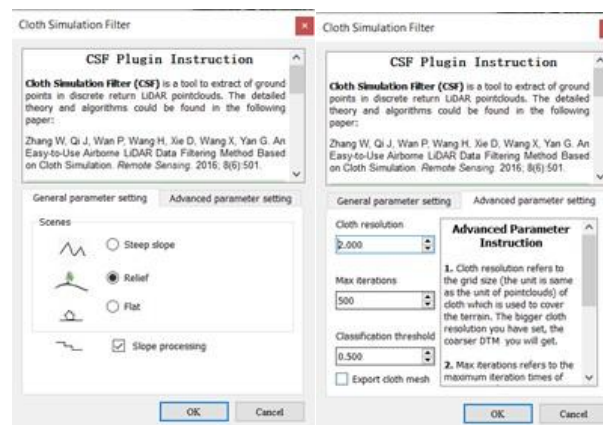 Cloth Simulation Filter
CSF Plugin Instruction
Cloth Simulation Filter (CSF) is a tool to extract of ground
points in discrete return LiDAR pointclouds. The detailed
theory and algorithms could be found in the following
paper:
Zhang W, Qi J, Wan P, Wang H, Xie D, Wang X, Yan G. An
Easy-to-Use Airborne LiDAR Data Filtering Method Based
on Cloth Simulation. Remote Sensing. 2016; 8(6):501.
General parameter setting
Advanced parameter setting
Scenes
Steep slope
Relief
Flat
Slope processing
OK
Cancel
Cloth Simulation Filter
CSF Plugin Instruction
Cloth Simulation Filter (CSF) is a tool to extract of ground
points in discrete return LiDAR pointclouds. The detailed
theory and algorithms could be found in the following
paper:
Zhang W, Qi J, Wan P, Wang H, Xie D, Wang X, Yan G. An
Easy-to-Use Airborne LiDAR Data Filtering Method Based
on Cloth Simulation. Remote Sensing. 2016; 8(6):501.
General parameter setting
Advanced parameter setting
Cloth resolution
2.000
Max iterations
500
Classification threshold
0.500
Export cloth mesh
Advanced Parameter
Instruction
1. Cloth resolution refers to
the grid size (the unit is same
as the unit of pointclouds) of
cloth which is used to cover
the terrain. The bigger cloth
resolution you have set, the
coarser DTM you will get.
2. Max iterations refers to the
maximum iteration times of
OK
Cancel